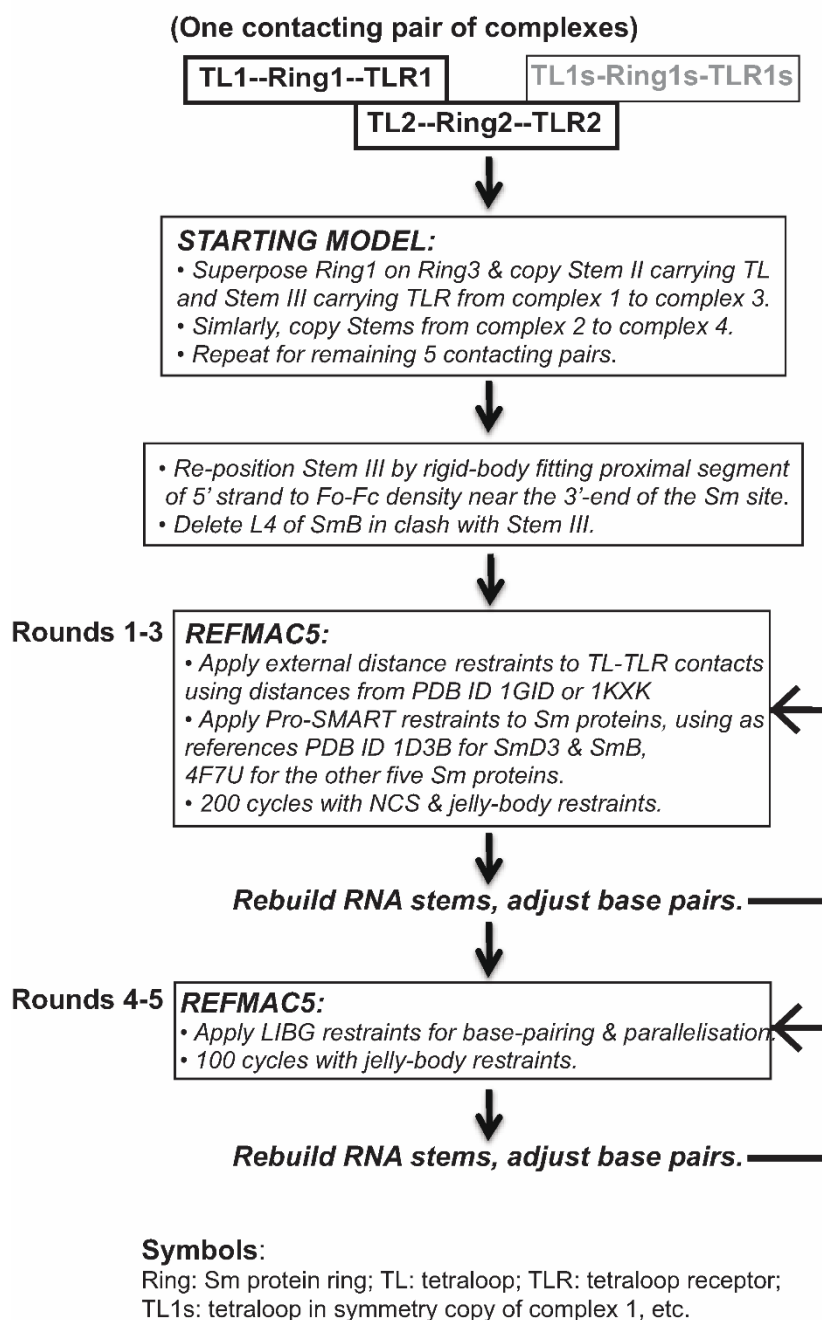 (One contacting pair of complexes)
TL1--Ring1--TLR1
TL1s-Ring1s-TLR1s
TL2--Ring2--TLR2
STARTING MODEL:
• Superpose Ring1 on Ring3 & copy Stem II carrying TL
and Stem III carrying TLR from complex 1 to complex 3.
• Simlarly, copy Stems from complex 2 to complex 4.
• Repeat for remaining 5 contacting pairs.
• Re-position Stem III by rigid-body fitting proximal segment
of 5' strand to Fo-Fc density near the 3'-end of the Sm site.
• Delete L4 of SmB in clash with Stem III.
Rounds 1-3
REFMAC5:
• Apply external distance restraints to TL-TLR contacts
using distances from PDB ID 1GID or 1KXK
• Apply Pro-SMART restraints to Sm proteins, using as
references PDB ID 1D3B for SmD3 & SmB,
4F7U for the other five Sm proteins.
• 200 cycles with NCS & jelly-body restraints.
Rebuild RNA stems, adjust base pairs.
Rounds 4-5
REFMAC5:
• Apply LIBG restraints for base-pairing & parallelisation.
• 100 cycles with jelly-body restraints.
Rebuild RNA stems, adjust base pairs.
Symbols:
Ring: Sm protein ring; TL: tetraloop; TLR: tetraloop receptor;
TL1s: tetraloop in symmetry copy of complex 1, etc.